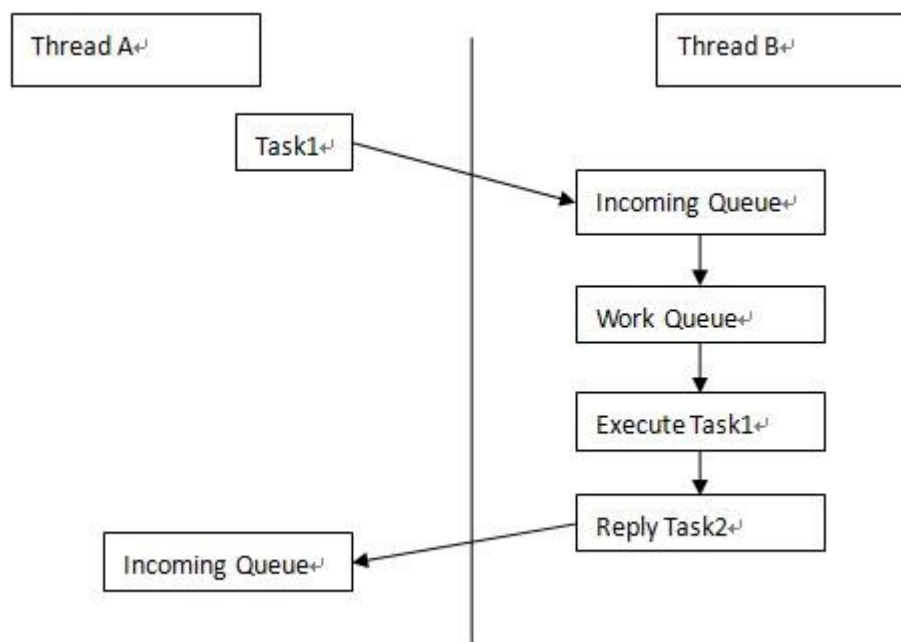 Thread A↵
Thread B↵
Task1↵
Incoming Queue↵
Work Queue↵
Execute Task1↵
Reply Task2↵
Incoming Queue↵